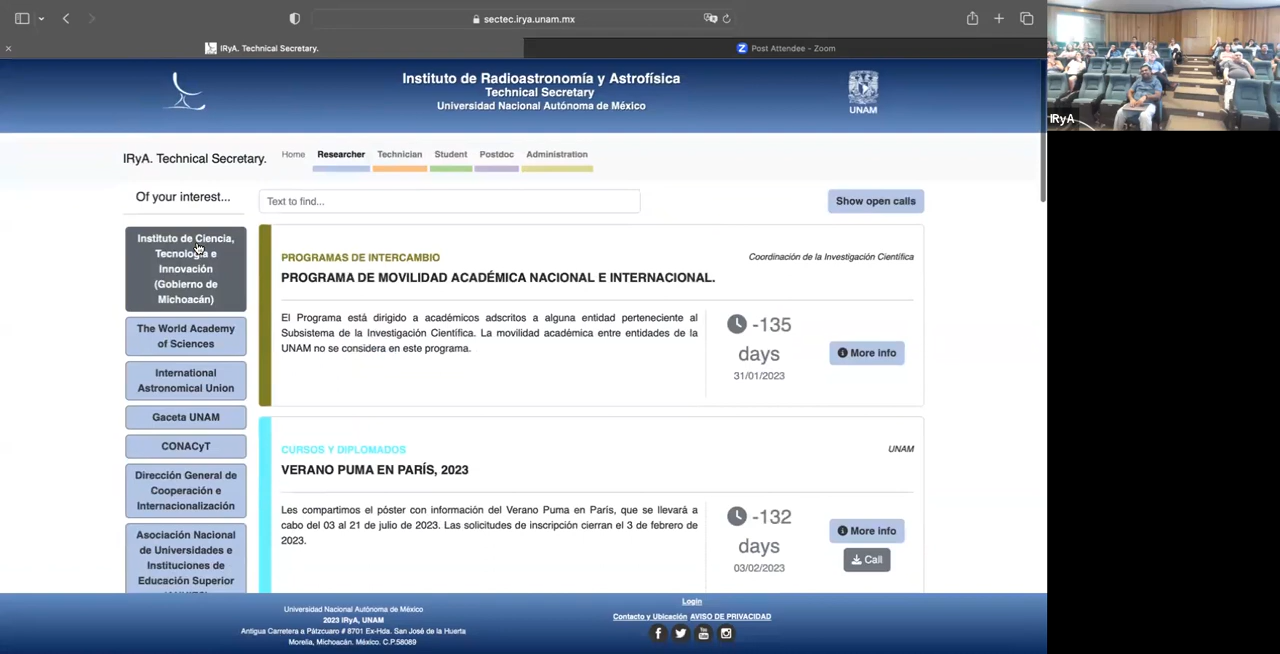 sectec.irya.unam.mx
IRyA. Technical Secretary.
Post Attendee - Zoom
Instituto de Radioastronomía y Astrofísica
Technical Secretary
Universidad Nacional Autónoma de México
UNAM
IRyA
IRyA. Technical Secretary.
Home
Researcher
Technician
Student
Postdoc
Administration
Of your interest...
Text to find...
Show open calls
Instituto de Ciencia,
Tecnología e
Innovación
(Gobierno de
Michoacán)
The World Academy
of Sciences
International
Astronomical Union
Gaceta UNAM
CONACyT
Dirección General de
Cooperación e
Internacionalización
Asociación Nacional
de Universidades e
Instituciones de
Educación Superior
PROGRAMAS DE INTERCAMBIO
Coordinación de la Investigación Científica
PROGRAMA DE MOVILIDAD ACADÉMICA NACIONAL E INTERNACIONAL.
El Programa está dirigido a académicos adscritos a alguna entidad perteneciente al
Subsistema de la Investigación Científica. La movilidad académica entre entidades de la
UNAM no se considera en este programa.
-135
days
31/01/2023
More info
CURSOS Y DIPLOMADOS
UNAM
VERANO PUMA EN PARÍS, 2023
Les compartimos el póster con información del Verano Puma en París, que se llevará a
cabo del 03 al 21 de julio de 2023. Las solicitudes de inscripción cierran el 3 de febrero de
2023.
-132
days
03/02/2023
More info
Call
Universidad Nacional Autónoma de México
2023 IRyA, UNAM
Antigua Carretera a Pátzcuaro # 8701 Ex-Hda. San José de la Huerta
Morelia, Michoacán. México. C.P.58089
Login
Contacto y Ubicación AVISO DE PRIVACIDAD